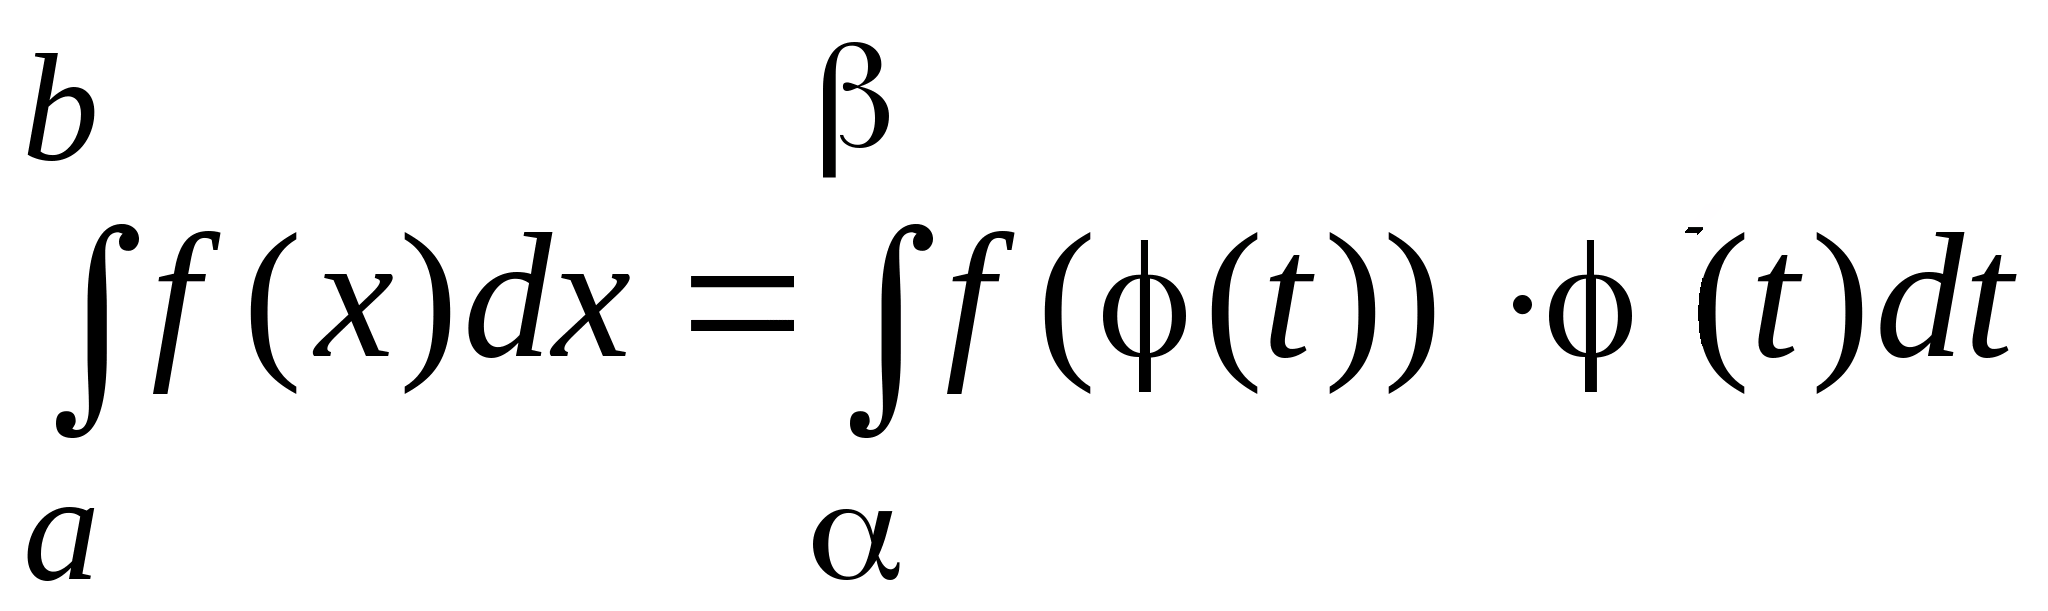 b β
∫f(x)dx = ∫f(ϕ(t)) ·ϕ (t)dt
a α